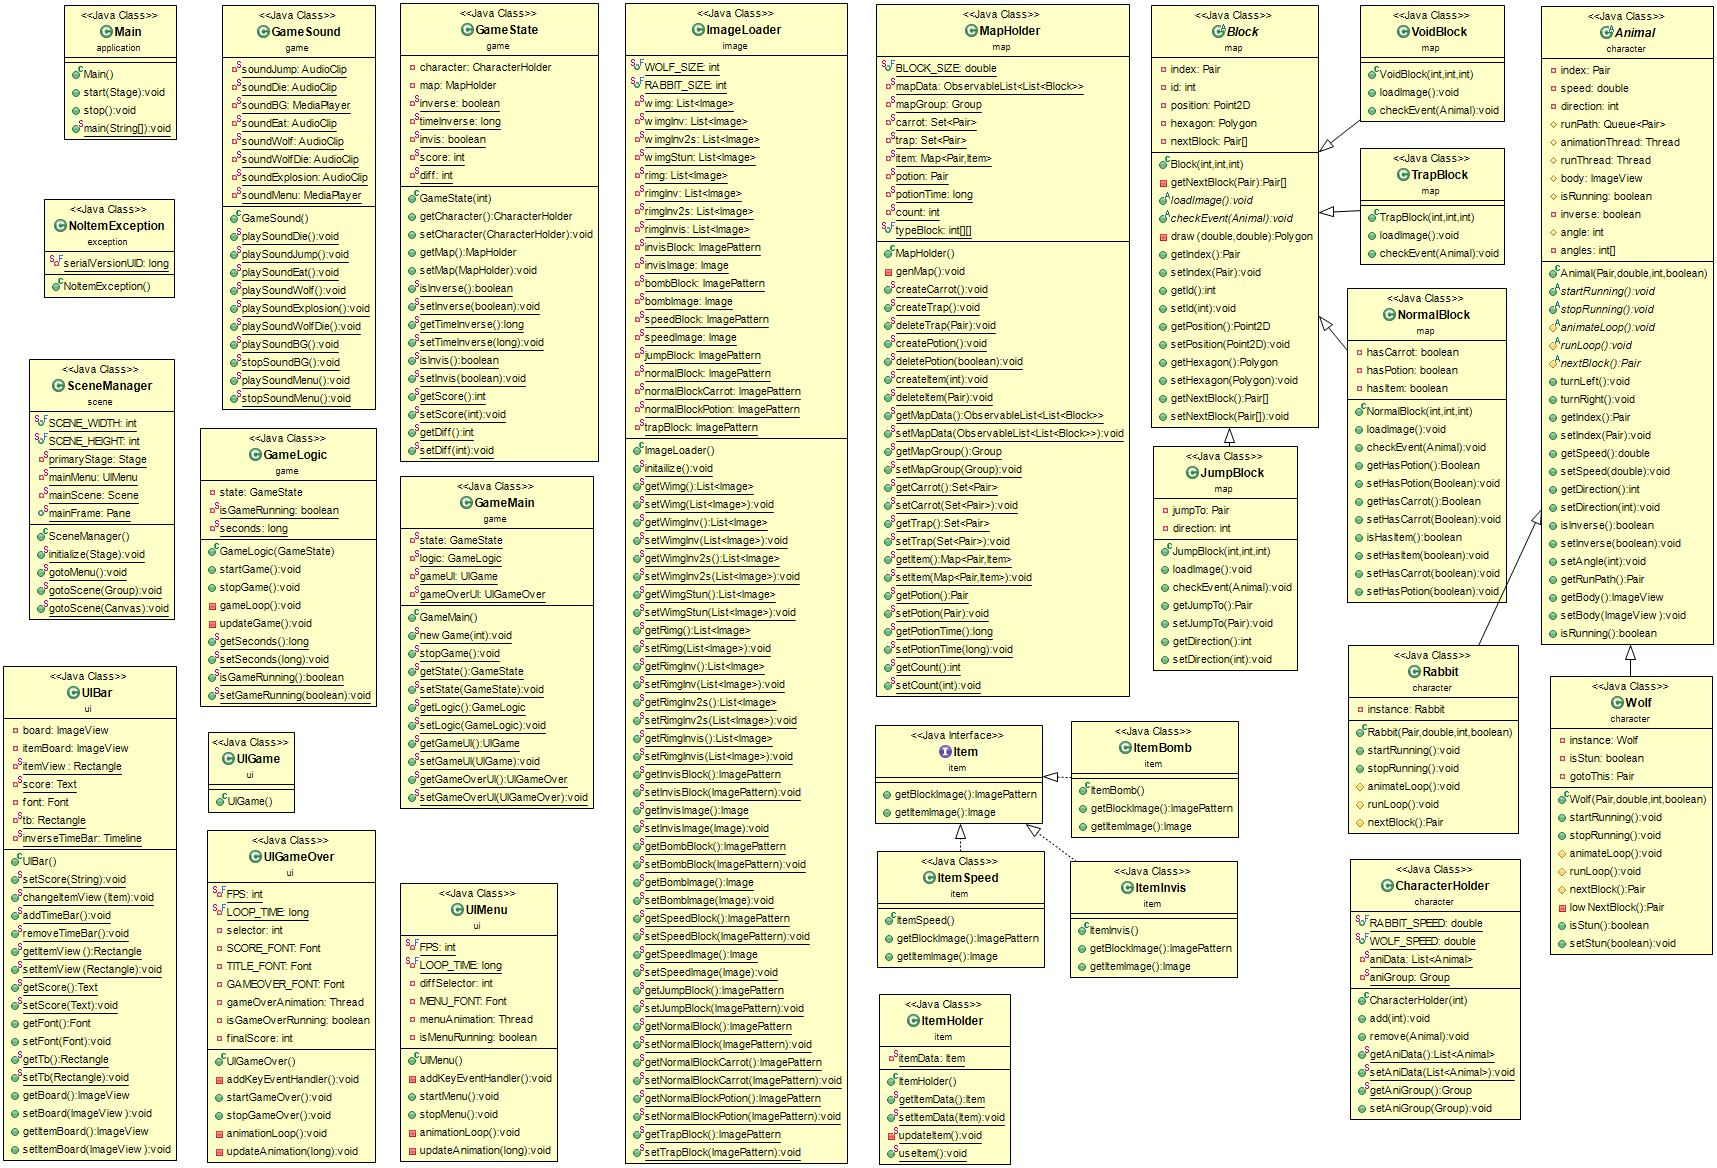 <<Java Class>>
Main
application
Main()
start(Stage):void
stop():void
main(String[]):void
<<Java Class>>
NoItemException
exception
serialVersionUID: long
NoItemException()
<<Java Class>>
SceneManager
scene
SCENE_WIDTH: int
SCENE_HEIGHT: int
primaryStage: Stage
mainMenu: UIMenu
mainScene: Scene
mainFrame: Pane
SceneManager()
initialize(Stage):void
gotoMenu():void
gotoScene(Group):void
gotoScene(Canvas):void
<<Java Class>>
UIBar
ui
board: ImageView
itemBoard: ImageView
itemView: Rectangle
score: Text
font: Font
tb: Rectangle
inverseTimeBar: Timeline
UIBar()
setScore(String):void
changeItemView(Item):void
addTimeBar():void
removeTimeBar():void
getItemView():Rectangle
setItemView(Rectangle):void
getScore():Text
setScore(Text):void
getFont():Font
setFont(Font):void
getTb():Rectangle
setTb(Rectangle):void
getBoard():ImageView
setBoard(ImageView):void
getItemBoard():ImageView
setItemBoard(ImageView):void
<<Java Class>>
GameSound
game
soundJump: AudioClip
soundDie: AudioClip
soundBG: MediaPlayer
soundEat: AudioClip
soundWolf: AudioClip
soundWolfDie: AudioClip
soundExplosion: AudioClip
soundMenu: MediaPlayer
GameSound()
playSoundDie():void
playSoundJump():void
playSoundEat():void
playSoundWolf():void
playSoundExplosion():void
playSoundWolfDie():void
playSoundBG():void
stopSoundBG():void
playSoundMenu():void
stopSoundMenu():void
<<Java Class>>
GameLogic
game
state: GameState
isGameRunning: boolean
seconds: long
GameLogic(GameState)
startGame():void
stopGame():void
gameLoop():void
updateGame():void
getSeconds():long
setSeconds(long):void
isGameRunning():boolean
setGameRunning(boolean):void
<<Java Class>>
UIGame
ui
UIGame()
<<Java Class>>
UIGameOver
ui
FPS: int
LOOP_TIME: long
selector: int
SCORE_FONT: Font
TITLE_FONT: Font
GAMEOVER_FONT: Font
gameOverAnimation: Thread
isGameOverRunning: boolean
finalScore: int
UIGameOver()
addKeyEventHandler():void
startGameOver():void
stopGameOver():void
animationLoop():void
updateAnimation(long):void
<<Java Class>>
GameState
game
character: CharacterHolder
map: MapHolder
inverse: boolean
timeInverse: long
invis: boolean
score: int
diff: int
GameState(int)
getCharacter():CharacterHolder
setCharacter(CharacterHolder):void
getMap():MapHolder
setMap(MapHolder):void
isInverse():boolean
setInverse(boolean):void
getTimeInverse():long
setTimeInverse(long):void
isInvis():boolean
setInvis(boolean):void
getScore():int
setScore(int):void
getDiff():int
setDiff(int):void
<<Java Class>>
GameMain
game
state: GameState
logic: GameLogic
gameUI: UIGame
gameOverUI: UIGameOver
GameMain()
newGame(int):void
stopGame():void
getState():GameState
setState(GameState):void
getLogic():GameLogic
setLogic(GameLogic):void
getGameUI():UIGame
setGameUI(UIGame):void
getGameOverUI():UIGameOver
setGameOverUI(UIGameOver):void
<<Java Class>>
UIMenu
ui
FPS: int
LOOP_TIME: long
diffSelector: int
MENU_FONT: Font
menuAnimation: Thread
isMenuRunning: boolean
UIMenu()
addKeyEventHandler():void
startMenu():void
stopMenu():void
animationLoop():void
updateAnimation(long):void
<<Java Class>>
ImageLoader
image
WOLF_SIZE: int
RABBIT_SIZE: int
wimg: List<Image>
wimgInv: List<Image>
wimgInv2s: List<Image>
wimgStun: List<Image>
rimg: List<Image>
rimgInv: List<Image>
rimgInv2s: List<Image>
rimgInvis: List<Image>
invisBlock: ImagePattern
invisImage: Image
bombBlock: ImagePattern
bombImage: Image
speedBlock: ImagePattern
speedImage: Image
jumpBlock: ImagePattern
normalBlock: ImagePattern
normalBlockCarrot: ImagePattern
normalBlockPotion: ImagePattern
trapBlock: ImagePattern
ImageLoader()
initailize():void
getWimg():List<Image>
setWimg(List<Image>):void
getWimgInv():List<Image>
setWimgInv(List<Image>):void
getWimgInv2s():List<Image>
setWimgInv2s(List<Image>):void
getWimgStun():List<Image>
setWimgStun(List<Image>):void
getRimg():List<Image>
setRimg(List<Image>):void
getRimgInv():List<Image>
setRimgInv(List<Image>):void
getRimgInv2s():List<Image>
setRimgInv2s(List<Image>):void
getRimgInvis():List<Image>
setRimgInvis(List<Image>):void
getInvisBlock():ImagePattern
setInvisBlock(ImagePattern):void
getInvisImage():Image
setInvisImage(Image):void
getBombBlock():ImagePattern
setBombBlock(ImagePattern):void
getBombImage():Image
setBombImage(Image):void
getSpeedBlock():ImagePattern
setSpeedBlock(ImagePattern):void
getSpeedImage():Image
setSpeedImage(Image):void
getJumpBlock():ImagePattern
setJumpBlock(ImagePattern):void
getNormalBlock():ImagePattern
setNormalBlock(ImagePattern):void
getNormalBlockCarrot():ImagePattern
setNormalBlockCarrot(ImagePattern):void
getNormalBlockPotion():ImagePattern
setNormalBlockPotion(ImagePattern):void
getTrapBlock():ImagePattern
setTrapBlock(ImagePattern):void
<<Java Class>>
MapHolder
map
BLOCK_SIZE: double
mapData: ObservableList<List<Block>>
mapGroup: Group
carrot: Set<Pair>
trap: Set<Pair>
item: Map<Pair,Item>
potion: Pair
potionTime: long
count: int
typeBlock: int[][]
MapHolder()
genMap():void
createCarrot():void
createTrap():void
deleteTrap(Pair):void
createPotion():void
deletePotion(boolean):void
createItem(int):void
deleteItem(Pair):void
getMapData():ObservableList<List<Block>>
setMapData(ObservableList<List<Block>>):void
getMapGroup():Group
setMapGroup(Group):void
getCarrot():Set<Pair>
setCarrot(Set<Pair>):void
getTrap():Set<Pair>
setTrap(Set<Pair>):void
getItem():Map<Pair,Item>
setItem(Map<Pair,Item>):void
getPotion():Pair
setPotion(Pair):void
getPotionTime():long
setPotionTime(long):void
getCount():int
setCount(int):void
<<Java Interface>>
Item
item
getBlockImage():ImagePattern
getItemImage():Image
<<Java Class>>
ItemBomb
item
ItemBomb()
getBlockImage():ImagePattern
getItemImage():Image
<<Java Class>>
ItemSpeed
item
ItemSpeed()
getBlockImage():ImagePattern
getItemImage():Image
<<Java Class>>
ItemInvis
item
ItemInvis()
getBlockImage():ImagePattern
getItemImage():Image
<<Java Class>>
ItemHolder
item
itemData: Item
ItemHolder()
getItemData():Item
setItemData(Item):void
updateItem():void
useItem():void
<<Java Class>>
Block
map
index: Pair
id: int
position: Point2D
hexagon: Polygon
nextBlock: Pair[]
Block(int,int,int)
getNextBlock(Pair):Pair[]
loadImage():void
checkEvent(Animal):void
draw(double,double):Polygon
getIndex():Pair
setIndex(Pair):void
getId():int
setId(int):void
getPosition():Point2D
setPosition(Point2D):void
getHexagon():Polygon
setHexagon(Polygon):void
getNextBlock():Pair[]
setNextBlock(Pair[]):void
<<Java Class>>
JumpBlock
map
jumpTo: Pair
direction: int
JumpBlock(int,int,int)
loadImage():void
checkEvent(Animal):void
getJumpTo():Pair
setJumpTo(Pair):void
getDirection():int
setDirection(int):void
<<Java Class>>
VoidBlock
map
VoidBlock(int,int,int)
loadImage():void
checkEvent(Animal):void
<<Java Class>>
TrapBlock
map
TrapBlock(int,int,int)
loadImage():void
checkEvent(Animal):void
<<Java Class>>
NormalBlock
map
hasCarrot: boolean
hasPotion: boolean
hasItem: boolean
NormalBlock(int,int,int)
loadImage():void
checkEvent(Animal):void
getHasPotion():Boolean
setHasPotion(Boolean):void
getHasCarrot():Boolean
setHasCarrot(Boolean):void
isHasItem():boolean
setHasItem(boolean):void
setHasCarrot(boolean):void
setHasPotion(boolean):void
<<Java Class>>
Animal
character
index: Pair
speed: double
direction: int
runPath: Queue<Pair>
animationThread: Thread
runThread: Thread
body: ImageView
isRunning: boolean
inverse: boolean
angle: int
angles: int[]
Animal(Pair,double,int,boolean)
startRunning():void
stopRunning():void
animateLoop():void
runLoop():void
nextBlock():Pair
turnLeft():void
turnRight():void
getIndex():Pair
setIndex(Pair):void
getSpeed():double
setSpeed(double):void
getDirection():int
setDirection(int):void
isInverse():boolean
setInverse(boolean):void
setAngle(int):void
getRunPath():Pair
getBody():ImageView
setBody(ImageView):void
isRunning():boolean
<<Java Class>>
Rabbit
character
instance: Rabbit
Rabbit(Pair,double,int,boolean)
startRunning():void
stopRunning():void
animateLoop():void
runLoop():void
nextBlock():Pair
<<Java Class>>
Wolf
character
instance: Wolf
isStun: boolean
gotoThis: Pair
Wolf(Pair,double,int,boolean)
startRunning():void
stopRunning():void
animateLoop():void
runLoop():void
nextBlock():Pair
lowNextBlock():Pair
isStun():boolean
setStun(boolean):void
<<Java Class>>
CharacterHolder
character
RABBIT_SPEED: double
WOLF_SPEED: double
aniData: List<Animal>
aniGroup: Group
CharacterHolder(int)
add(int):void
remove(Animal):void
getAniData():List<Animal>
setAniData(List<Animal>):void
getAniGroup():Group
setAniGroup(Group):void